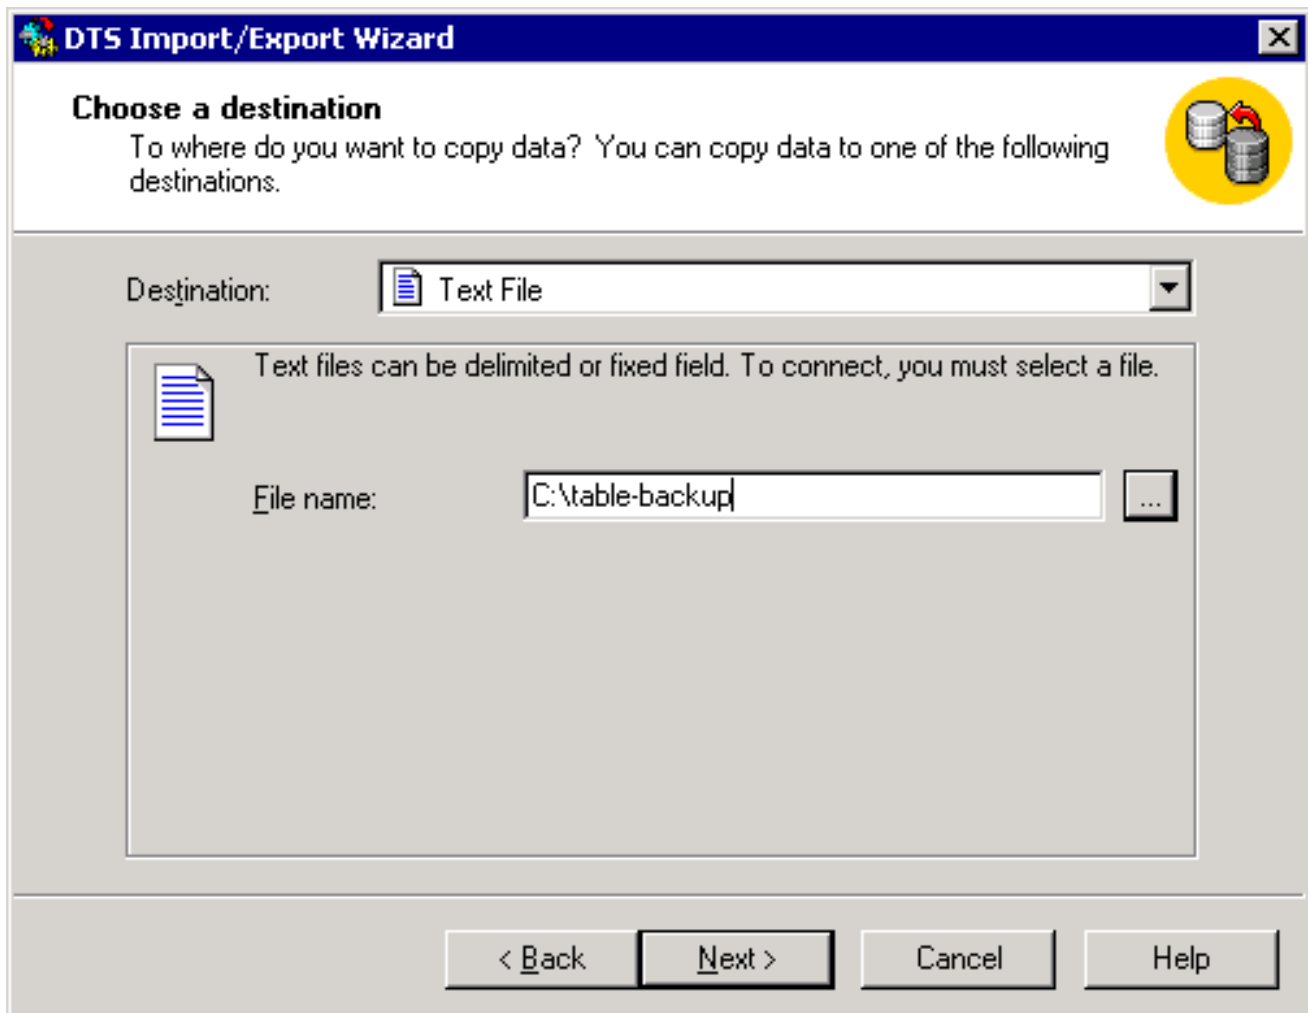 DTS Import/Export Wizard
Choose a destination
To where do you want to copy data? You can copy data to one of the following
destinations.
Destination:
Text File
Text files can be delimited or fixed field. To connect, you must select a file.
File name:
C:\table-backup
...
< Back
Next >
Cancel
Help